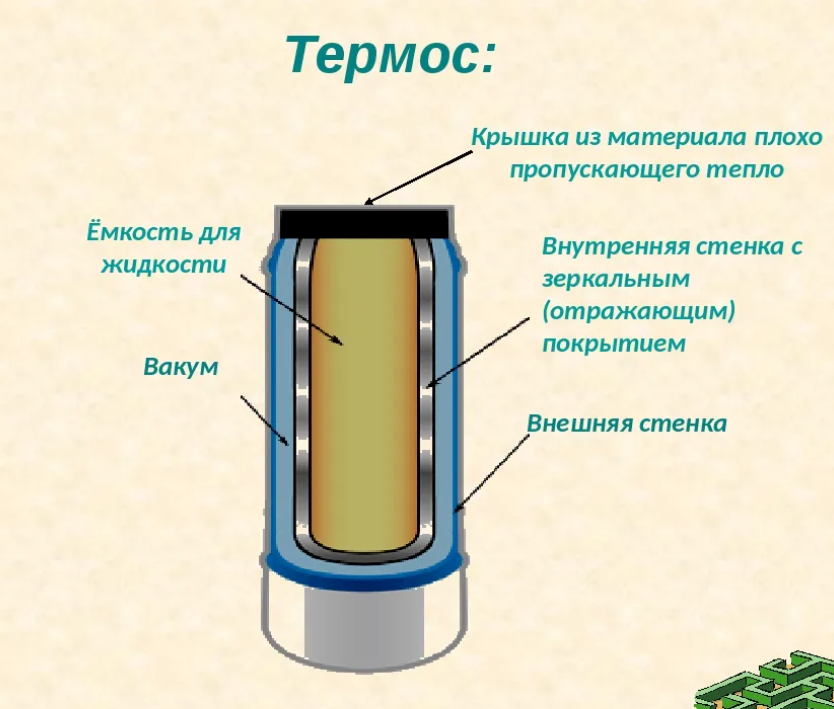 Термос:
Крышка из материала плохо
пропускающего тепло
Ёмкость для
жидкости
Внутренняя стенка с
зеркальным
(отражающим)
покрытием
Вакум
Внешняя стенка